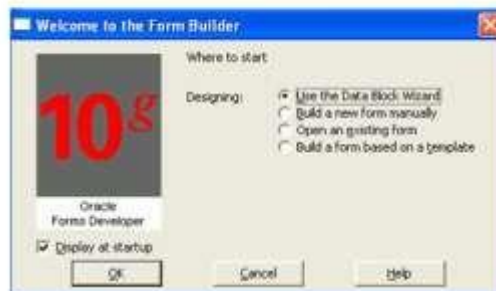 Welcome to the Form Builder
Where to start
Designing:
Use the Data Block Wizard
Build a new form manually
Open an existing form
Build a form based on a template
10g
Oracle
Forms Developer
Display at startup
OK
Cancel
Help